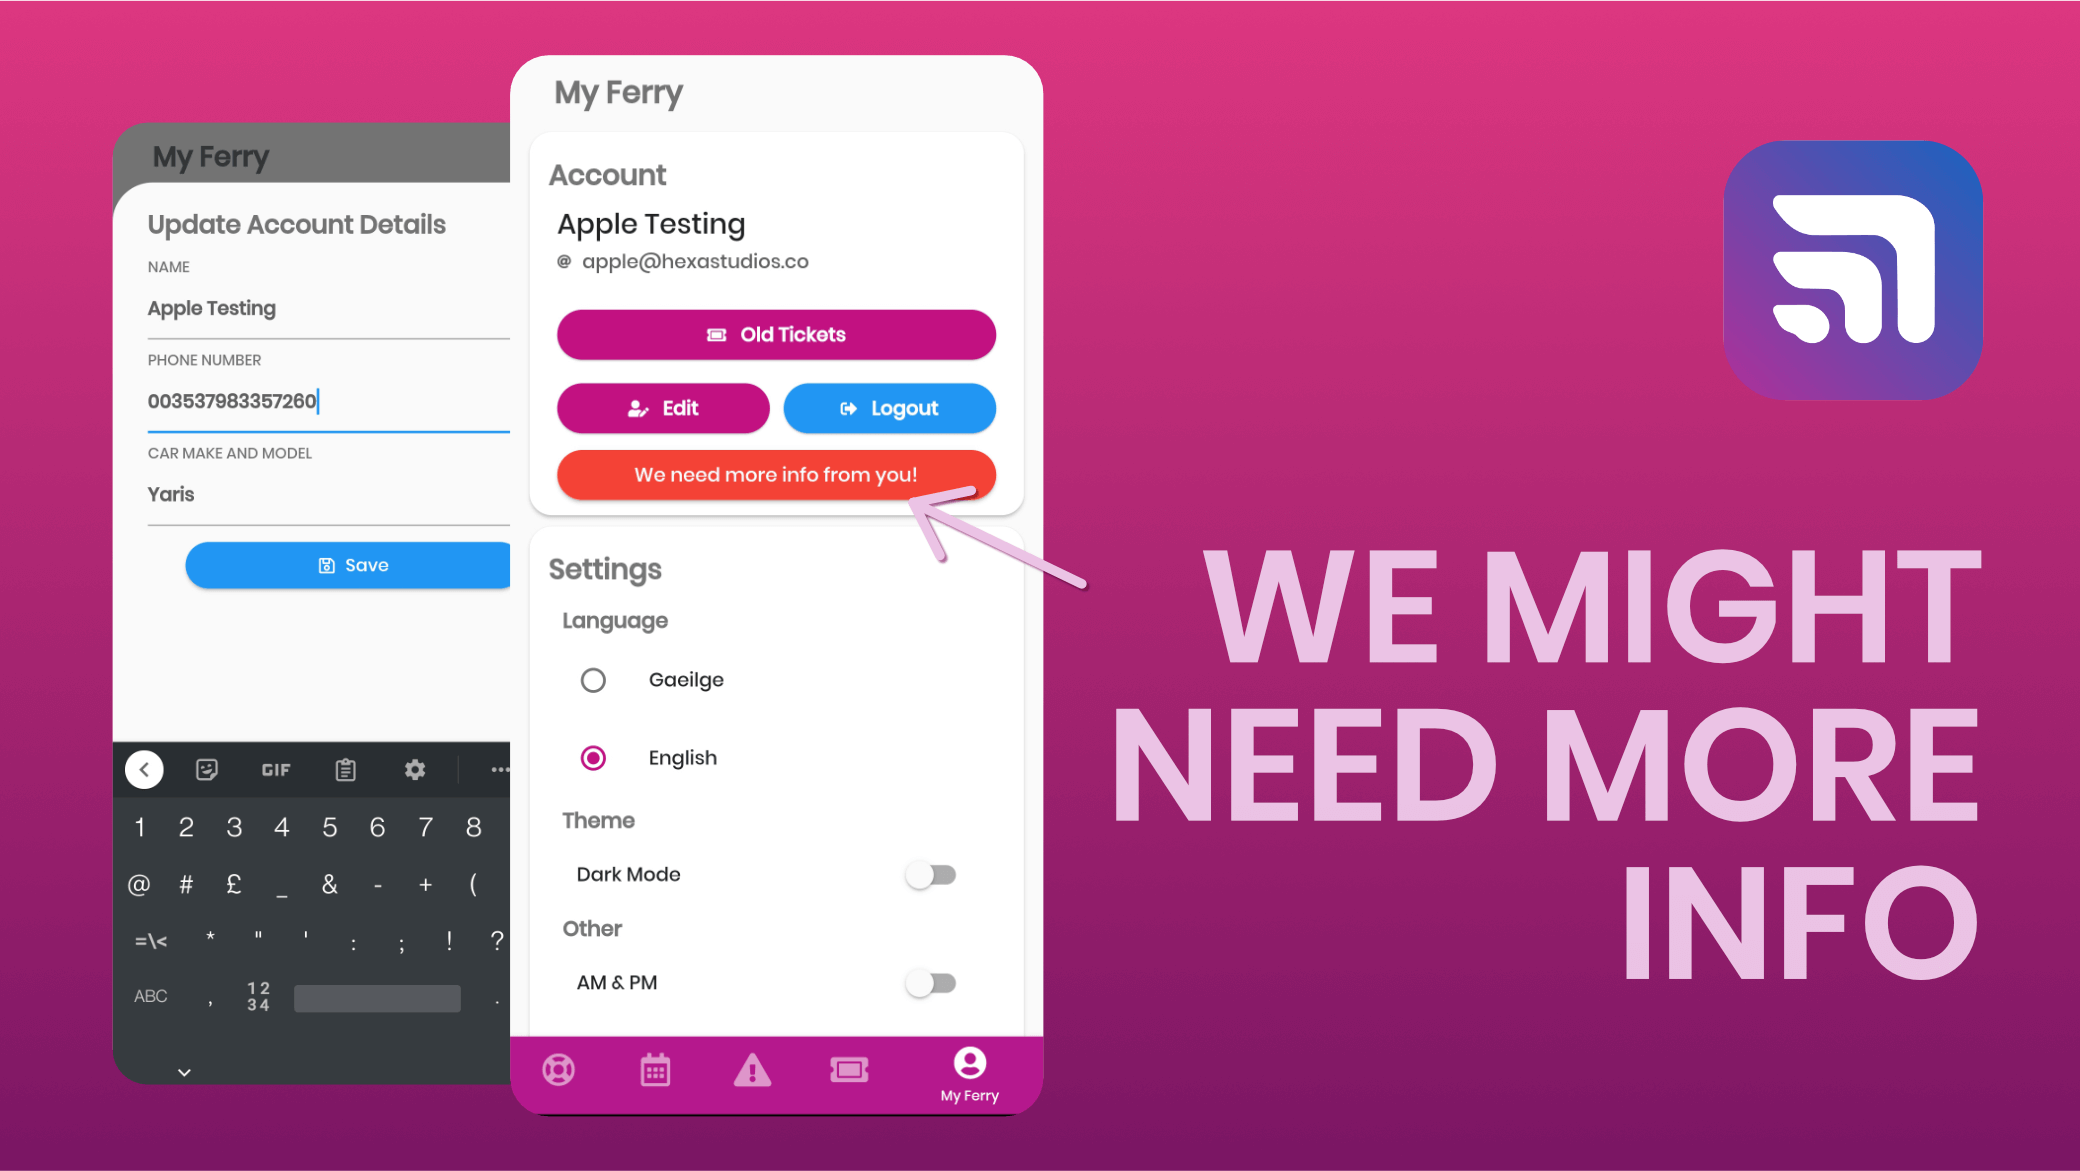 My Ferry
Update Account Details
NAME
Apple Testing
PHONE NUMBER
003537983357260
CAR MAKE AND MODEL
Yaris
Save
GIF
1 2 3 4 5 6 7 8
@ # £ _ & - + (
=\< * " ' : ; ! ?
ABC , 12 .
34
My Ferry
Account
Apple Testing
@ apple@hexastudios.co
Old Tickets
Edit Logout
We need more info from you!
Settings
Language
Gaeilge
English
Theme
Dark Mode
Other
AM & PM
My Ferry
WE MIGHT
NEED MORE
INFO